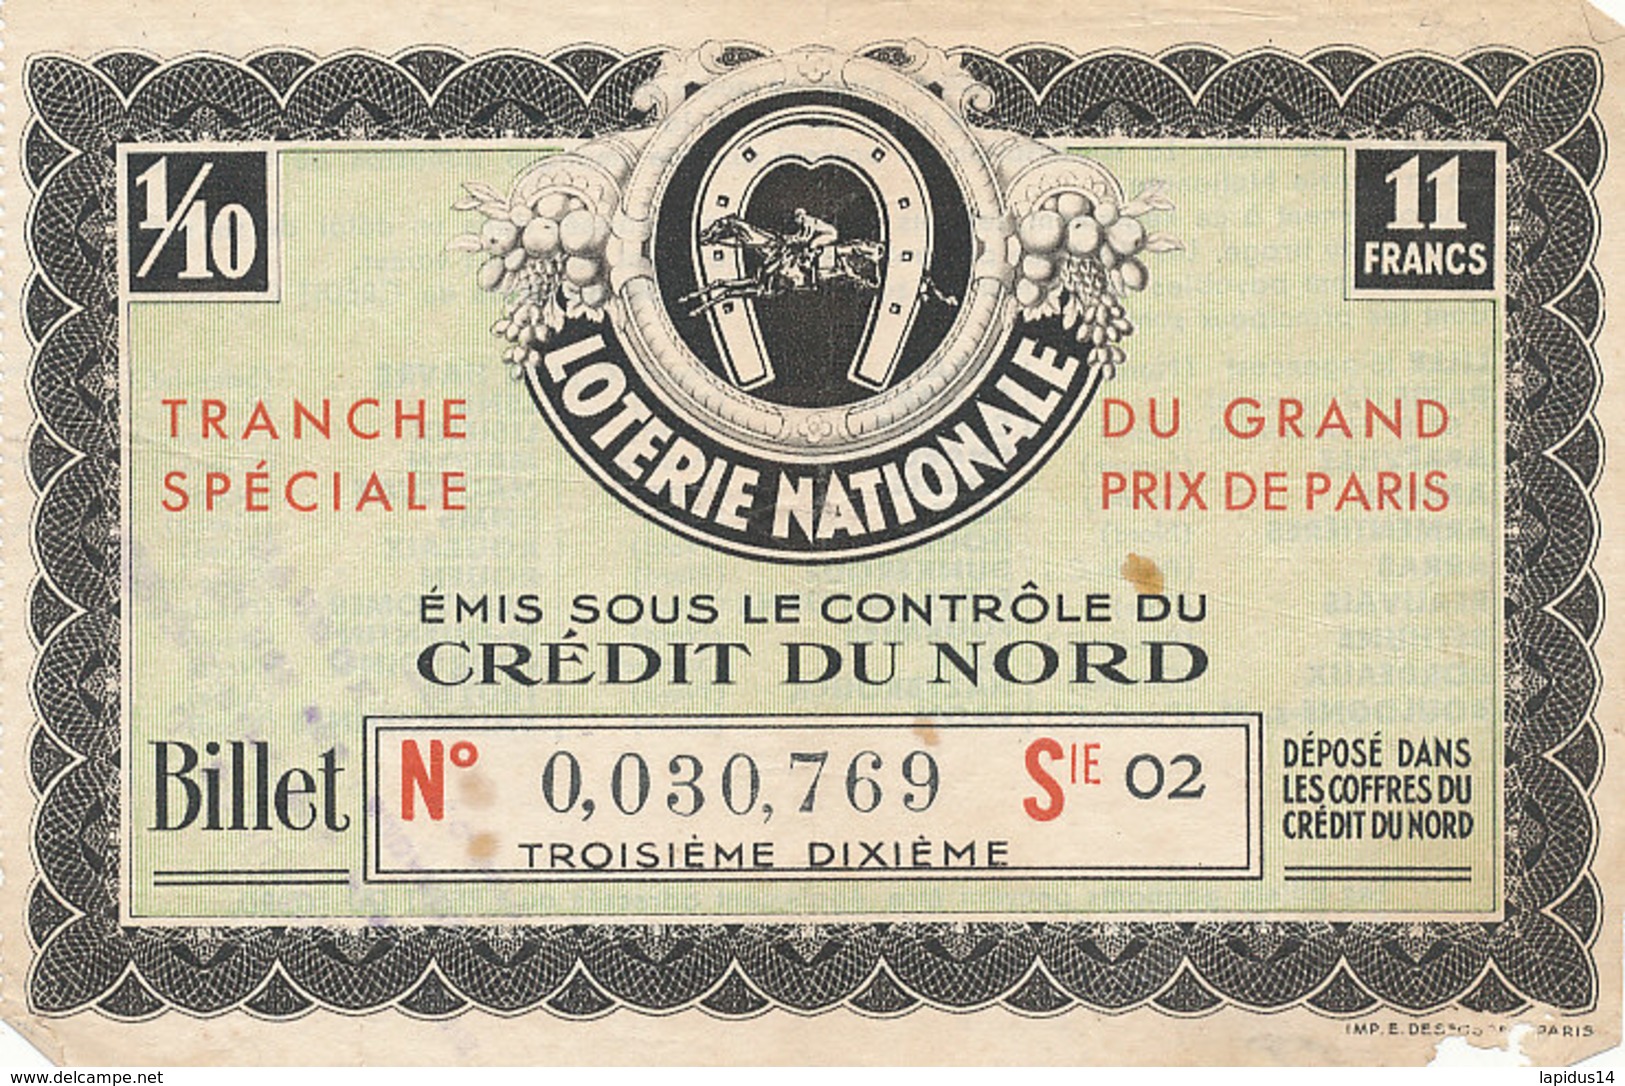 1/10
11
FRANCS
LOTERIE NATIONALE
TRANCHE
SPÉCIALE
DU GRAND
PRIX DE PARIS
ÉMIS SOUS LE CONTRÔLE DU
CRÉDIT DU NORD
Billet
N° 0,030,769 SIE 02
TROISIÈME DIXIÈME
DÉPOSÉ DANS
LES COFFRES DU
CRÉDIT DU NORD
IMP. E. PARIS
www.delcampe.net
lapidus14